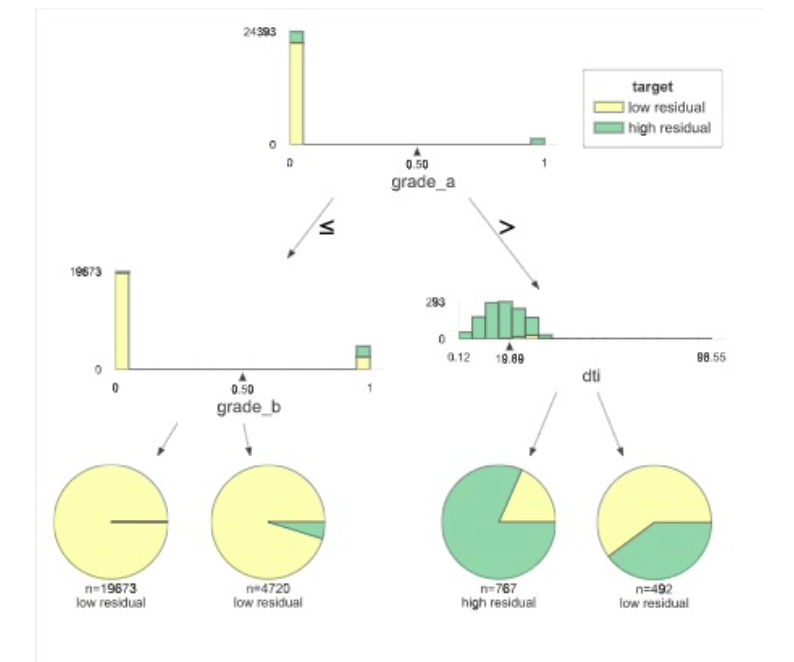 24393
0
0
0.50
1
grade_a
target
low residual
high residual
≤
>
19673
0
0
0.50
1
grade_b
293
0
0.12
19.89
98.55
dti
n=19673
low residual
n=4720
low residual
n=767
high residual
n=492
low residual